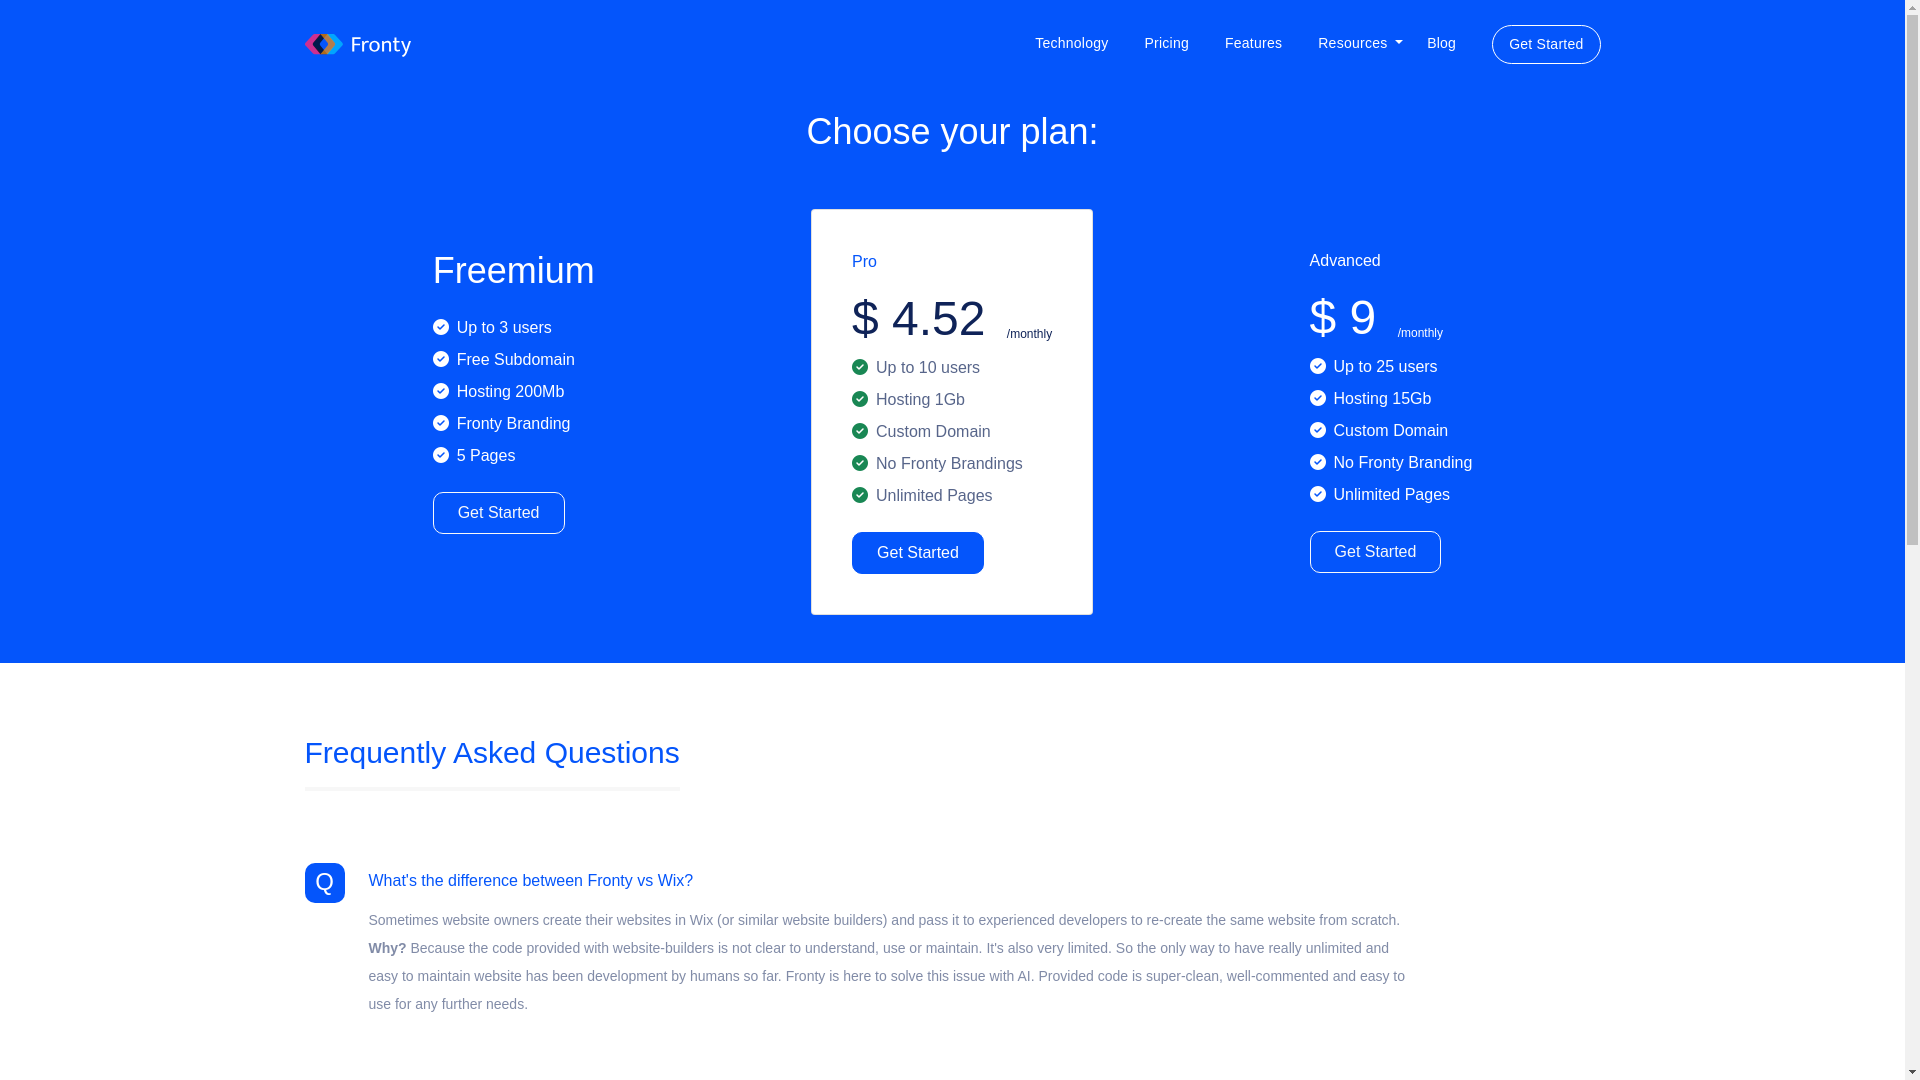 Fronty
Technology
Pricing
Features
Resources
Blog
Get Started
Choose your plan:
Freemium
Up to 3 users
Free Subdomain
Hosting 200Mb
Fronty Branding
5 Pages
Get Started
Pro
$ 4.52 /monthly
Up to 10 users
Hosting 1Gb
Custom Domain
No Fronty Brandings
Unlimited Pages
Get Started
Advanced
$ 9 /monthly
Up to 25 users
Hosting 15Gb
Custom Domain
No Fronty Branding
Unlimited Pages
Get Started
Frequently Asked Questions
Q
What's the difference between Fronty vs Wix?
Sometimes website owners create their websites in Wix (or similar website builders) and pass it to experienced developers to re-create the same website from scratch.
Why? Because the code provided with website-builders is not clear to understand, use or maintain. It's also very limited. So the only way to have really unlimited and
easy to maintain website has been development by humans so far. Fronty is here to solve this issue with AI. Provided code is super-clean, well-commented and easy to
use for any further needs.